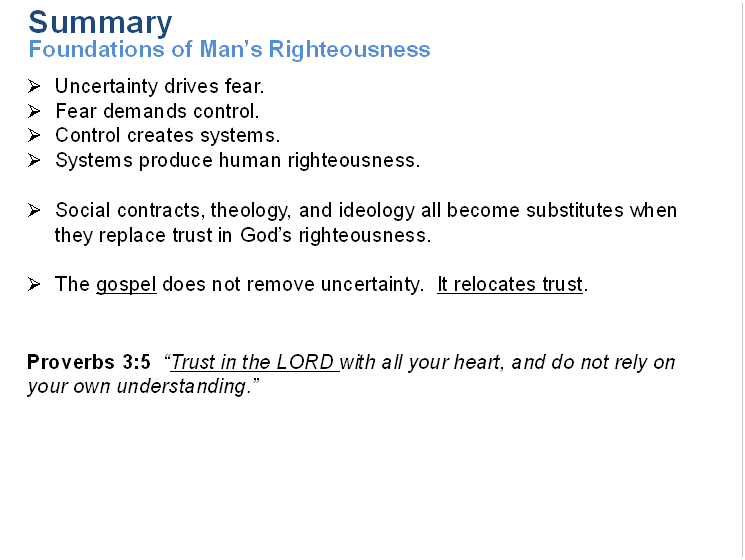 Summary
Foundations of Man's Righteousness
➢ Uncertainty drives fear.
➢ Fear demands control.
➢ Control creates systems.
➢ Systems produce human righteousness.
➢ Social contracts, theology, and ideology all become substitutes when
they replace trust in God's righteousness.
➢ The gospel does not remove uncertainty.  It relocates trust.
Proverbs 3:5  “Trust in the LORD with all your heart, and do not rely on
your own understanding.”